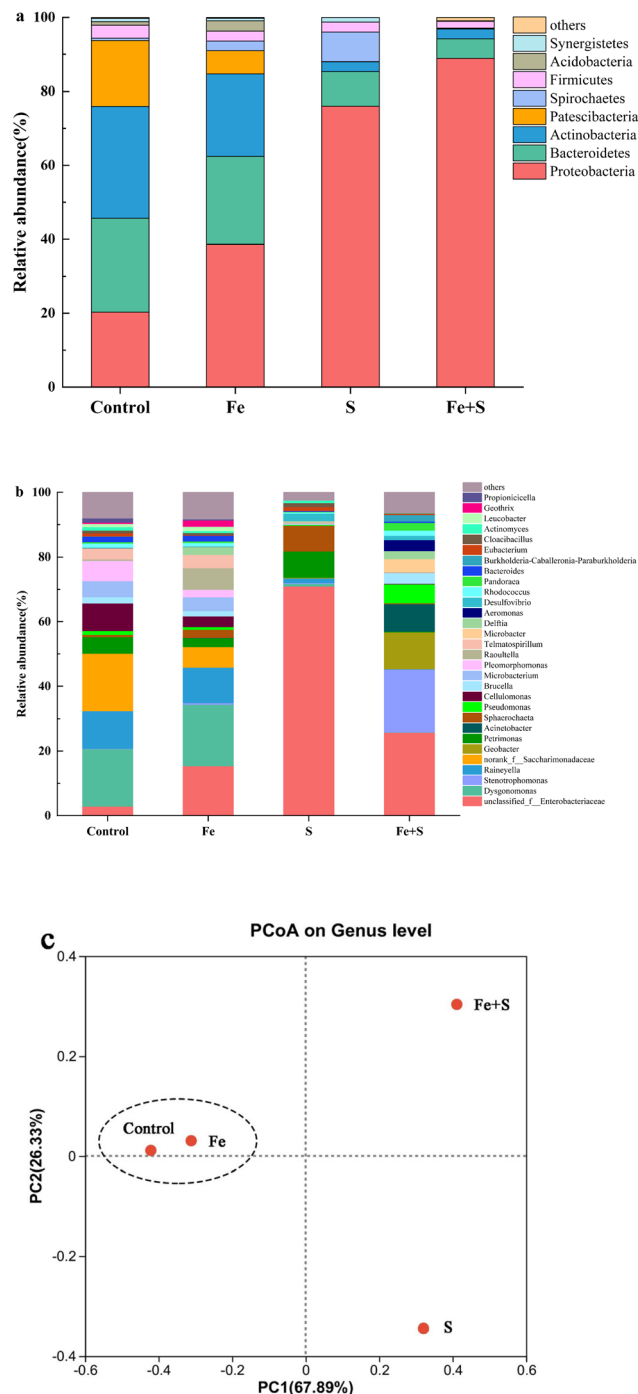 a
Relative abundance(%)
100
80
60
40
20
0
Control
Fe
S
Fe+S
others
Synergistetes
Acidobacteria
Firmicutes
Spirochaetes
Patescibacteria
Actinobacteria
Bacteroidetes
Proteobacteria
b
Relative abundance(%)
100
80
60
40
20
0
Control
Fe
S
Fe+S
others
Propionicicella
Geothrix
Leucobacter
Actinomyces
Cloacibacillus
Eubacterium
Burkholderia-Caballeronia-Paraburkholderia
Bacteroides
Pandoraca
Rhodococcus
Desulfovibrio
Aeromonas
Delftia
Microbacter
Telmatospirillum
Raoultella
Pleomorphomonas
Microbacterium
Brucella
Cellulomonas
Pseudomonas
Sphaerochaeta
Acinetobacter
Petrimonas
Geobacter
norank_f__Saccharimonadaceae
Raineyella
Stenotrophomonas
Dysgonomonas
unclassified_f__Enterobacteriaceae
c
PCoA on Genus level
PC2(26.33%)
0.4
0.2
0
-0.2
-0.4
Fe+S
Control
Fe
S
-0.6
-0.4
-0.2
0
0.2
0.4
0.6
PC1(67.89%)